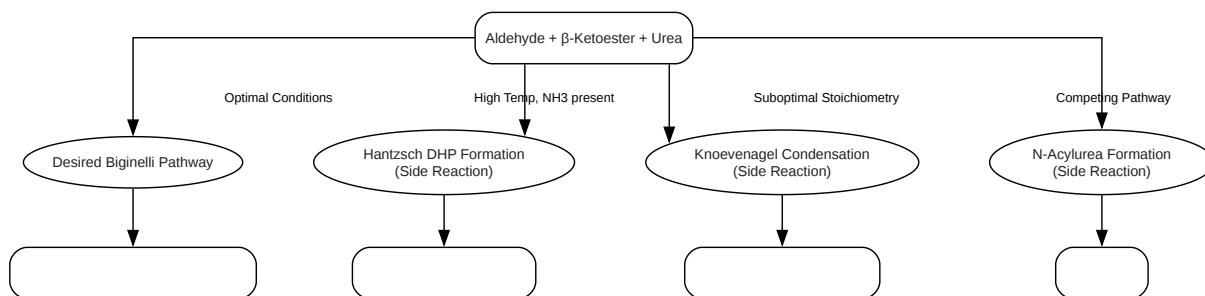 Aldehyde + β-Ketoester + Urea
Optimal Conditions
High Temp, NH3 present
Suboptimal Stoichiometry
Competing Pathway
Desired Biginelli Pathway
Hantzsch DHP Formation
(Side Reaction)
Knoevenagel Condensation
(Side Reaction)
N-Acylurea Formation
(Side Reaction)